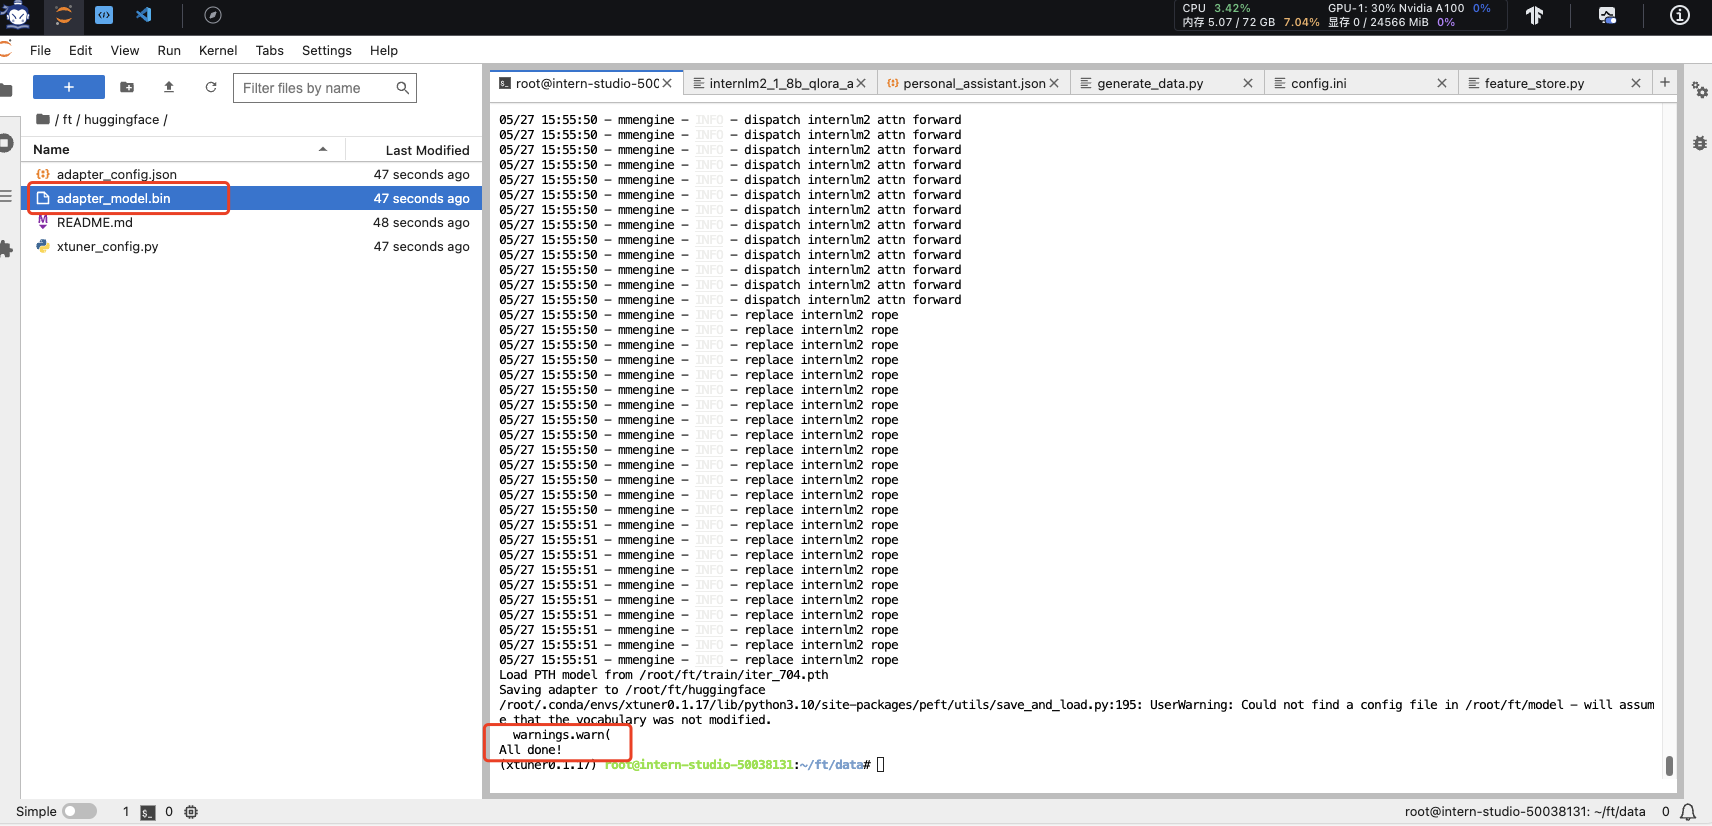 CPU 3.42% GPU-1: 30% Nvidia A100 0%
内存 5.07 / 72 GB 7.04% 显存 0 / 24566 MiB 0%
File Edit View Run Kernel Tabs Settings Help
Filter files by name
/ ft / huggingface /
Name Last Modified
adapter_config.json 47 seconds ago
adapter_model.bin 47 seconds ago
README.md 48 seconds ago
xtuner_config.py 47 seconds ago
root@intern-studio-500 internlm2_1_8b_qlora_a personal_assistant.json generate_data.py config.ini feature_store.py
05/27 15:55:50 - mmengine - INFO - dispatch internlm2 attn forward
05/27 15:55:50 - mmengine - INFO - dispatch internlm2 attn forward
05/27 15:55:50 - mmengine - INFO - dispatch internlm2 attn forward
05/27 15:55:50 - mmengine - INFO - dispatch internlm2 attn forward
05/27 15:55:50 - mmengine - INFO - dispatch internlm2 attn forward
05/27 15:55:50 - mmengine - INFO - dispatch internlm2 attn forward
05/27 15:55:50 - mmengine - INFO - dispatch internlm2 attn forward
05/27 15:55:50 - mmengine - INFO - dispatch internlm2 attn forward
05/27 15:55:50 - mmengine - INFO - dispatch internlm2 attn forward
05/27 15:55:50 - mmengine - INFO - dispatch internlm2 attn forward
05/27 15:55:50 - mmengine - INFO - dispatch internlm2 attn forward
05/27 15:55:50 - mmengine - INFO - dispatch internlm2 attn forward
05/27 15:55:50 - mmengine - INFO - dispatch internlm2 attn forward
05/27 15:55:50 - mmengine - INFO - replace internlm2 rope
05/27 15:55:50 - mmengine - INFO - replace internlm2 rope
05/27 15:55:50 - mmengine - INFO - replace internlm2 rope
05/27 15:55:50 - mmengine - INFO - replace internlm2 rope
05/27 15:55:50 - mmengine - INFO - replace internlm2 rope
05/27 15:55:50 - mmengine - INFO - replace internlm2 rope
05/27 15:55:50 - mmengine - INFO - replace internlm2 rope
05/27 15:55:50 - mmengine - INFO - replace internlm2 rope
05/27 15:55:50 - mmengine - INFO - replace internlm2 rope
05/27 15:55:50 - mmengine - INFO - replace internlm2 rope
05/27 15:55:50 - mmengine - INFO - replace internlm2 rope
05/27 15:55:50 - mmengine - INFO - replace internlm2 rope
05/27 15:55:50 - mmengine - INFO - replace internlm2 rope
05/27 15:55:50 - mmengine - INFO - replace internlm2 rope
05/27 15:55:51 - mmengine - INFO - replace internlm2 rope
05/27 15:55:51 - mmengine - INFO - replace internlm2 rope
05/27 15:55:51 - mmengine - INFO - replace internlm2 rope
05/27 15:55:51 - mmengine - INFO - replace internlm2 rope
05/27 15:55:51 - mmengine - INFO - replace internlm2 rope
05/27 15:55:51 - mmengine - INFO - replace internlm2 rope
05/27 15:55:51 - mmengine - INFO - replace internlm2 rope
05/27 15:55:51 - mmengine - INFO - replace internlm2 rope
05/27 15:55:51 - mmengine - INFO - replace internlm2 rope
05/27 15:55:51 - mmengine - INFO - replace internlm2 rope
Load PTH model from /root/ft/train/iter_704.pth
Saving adapter to /root/ft/huggingface
/root/.conda/envs/xtuner0.1.17/lib/python3.10/site-packages/peft/utils/save_and_load.py:195: UserWarning: Could not find a config file in /root/ft/model - will assum
e that the vocabulary was not modified.
warnings.warn(
All done!
(xtuner0.1.17) root@intern-studio-50038131:~/ft/data#
Simple 1 0 root@intern-studio-50038131: ~/ft/data 0